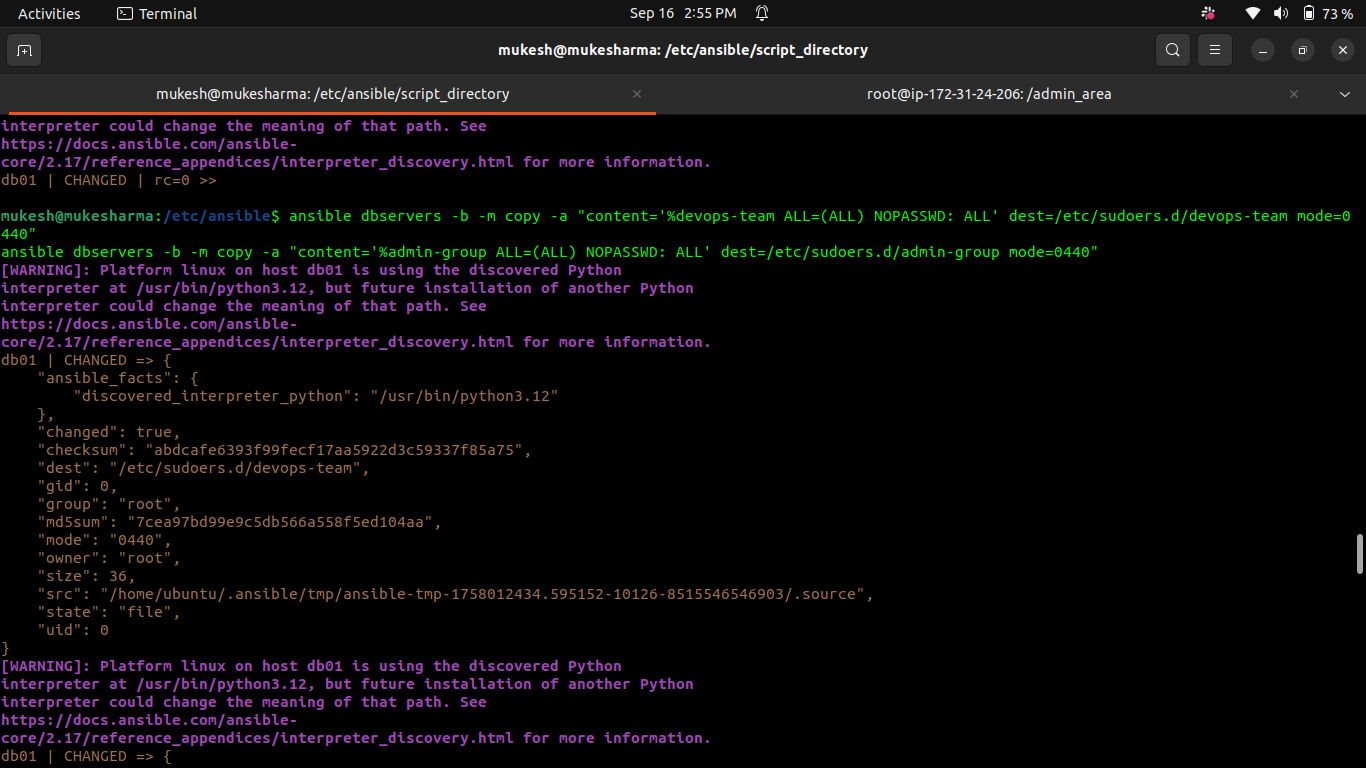 Activities Terminal Sep 16 2:55 PM 73 %
mukesh@mukesharma: /etc/ansible/script_directory
mukesh@mukesharma: /etc/ansible/script_directory root@ip-172-31-24-206: /admin_area
interpreter could change the meaning of that path. See
https://docs.ansible.com/ansible-
core/2.17/reference_appendices/interpreter_discovery.html for more information.
db01 | CHANGED | rc=0 >>
mukesh@mukesharma:/etc/ansible$ ansible dbservers -b -m copy -a "content='%devops-team ALL=(ALL) NOPASSWD: ALL' dest=/etc/sudoers.d/devops-team mode=0
440"
ansible dbservers -b -m copy -a "content='%admin-group ALL=(ALL) NOPASSWD: ALL' dest=/etc/sudoers.d/admin-group mode=0440"
[WARNING]: Platform linux on host db01 is using the discovered Python
interpreter at /usr/bin/python3.12, but future installation of another Python
interpreter could change the meaning of that path. See
https://docs.ansible.com/ansible-
core/2.17/reference_appendices/interpreter_discovery.html for more information.
db01 | CHANGED => {
    "ansible_facts": {
        "discovered_interpreter_python": "/usr/bin/python3.12"
    },
    "changed": true,
    "checksum": "abdcafe6393f99fecf17aa5922d3c59337f85a75",
    "dest": "/etc/sudoers.d/devops-team",
    "gid": 0,
    "group": "root",
    "md5sum": "7cea97bd99e9c5db566a558f5ed104aa",
    "mode": "0440",
    "owner": "root",
    "size": 36,
    "src": "/home/ubuntu/.ansible/tmp/ansible-tmp-1758012434.595152-10126-8515546546903/.source",
    "state": "file",
    "uid": 0
}
[WARNING]: Platform linux on host db01 is using the discovered Python
interpreter at /usr/bin/python3.12, but future installation of another Python
interpreter could change the meaning of that path. See
https://docs.ansible.com/ansible-
core/2.17/reference_appendices/interpreter_discovery.html for more information.
db01 | CHANGED => {